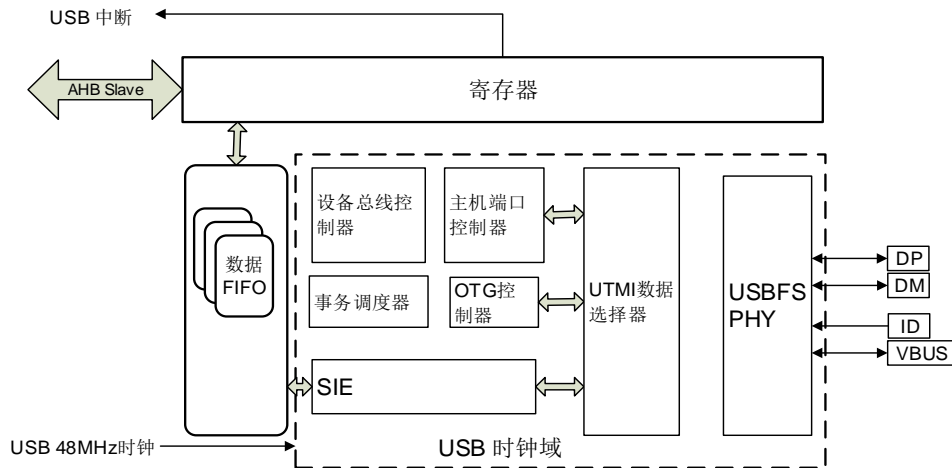 USB 中断
AHB Slave
寄存器
设备总线控
制器
主机端口
控制器
数据
FIFO
事务调度器
OTG控
制器
UTMI数据
选择器
USBFS
PHY
DP
DM
ID
VBUS
SIE
USB 48MHz时钟
USB 时钟域